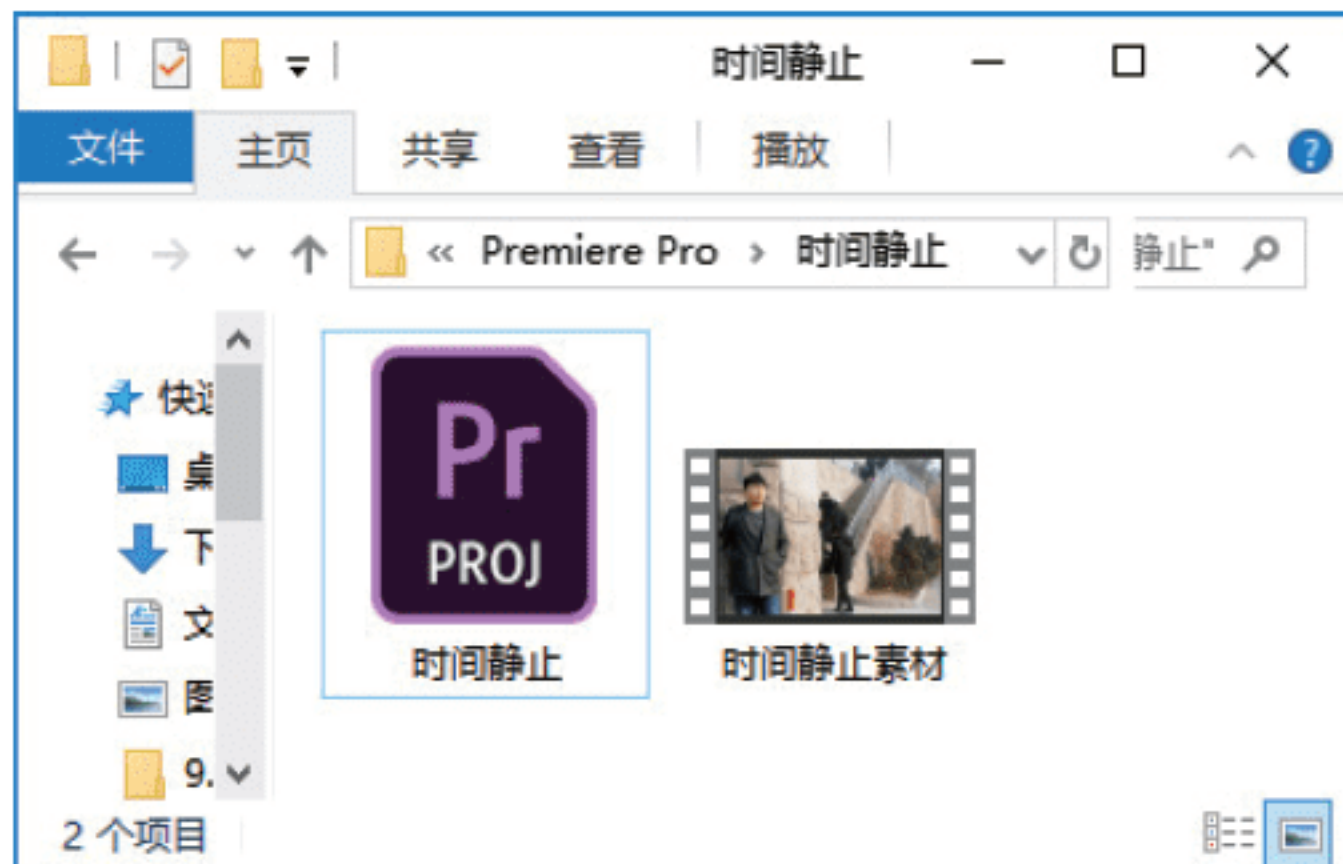 时间静止
文件 主页 共享 查看 播放
« Premiere Pro › 时间静止 静止"
快速
桌
下
文
图
9.
Pr
PROJ
时间静止 时间静止素材
2 个项目